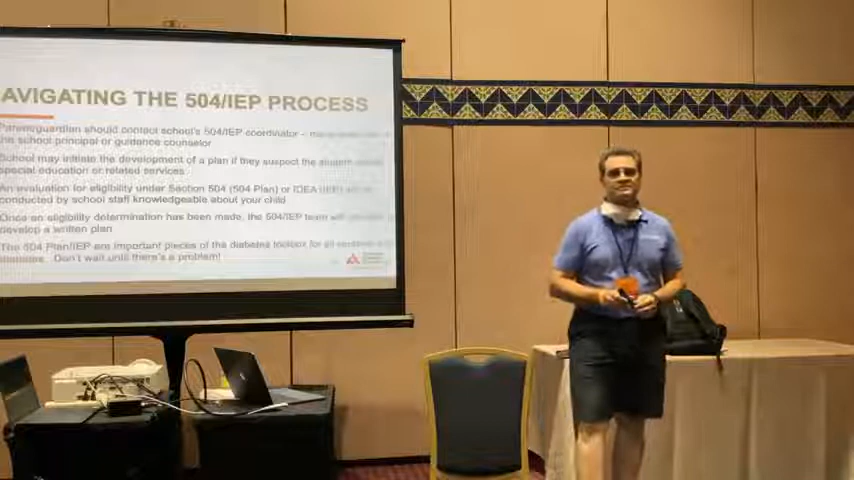 AVIGATING THE 504/IEP PROCESS
Parent/guardian should contact school's 504/IEP coordinator –
his school principal or guidance counselor
School may initiate the development of a plan if they suspect the student
special education or related services
An evaluation for eligibility under Section 504 (504 Plan) or IDEA (IEP)
conducted by school staff knowledgeable about your child
Once an eligibility determination has been made, the 504/IEP team will
develop a written plan
The 504 Plan/IEP are important pieces of the diabetes toolbox for all
Don't wait until there's a problem!